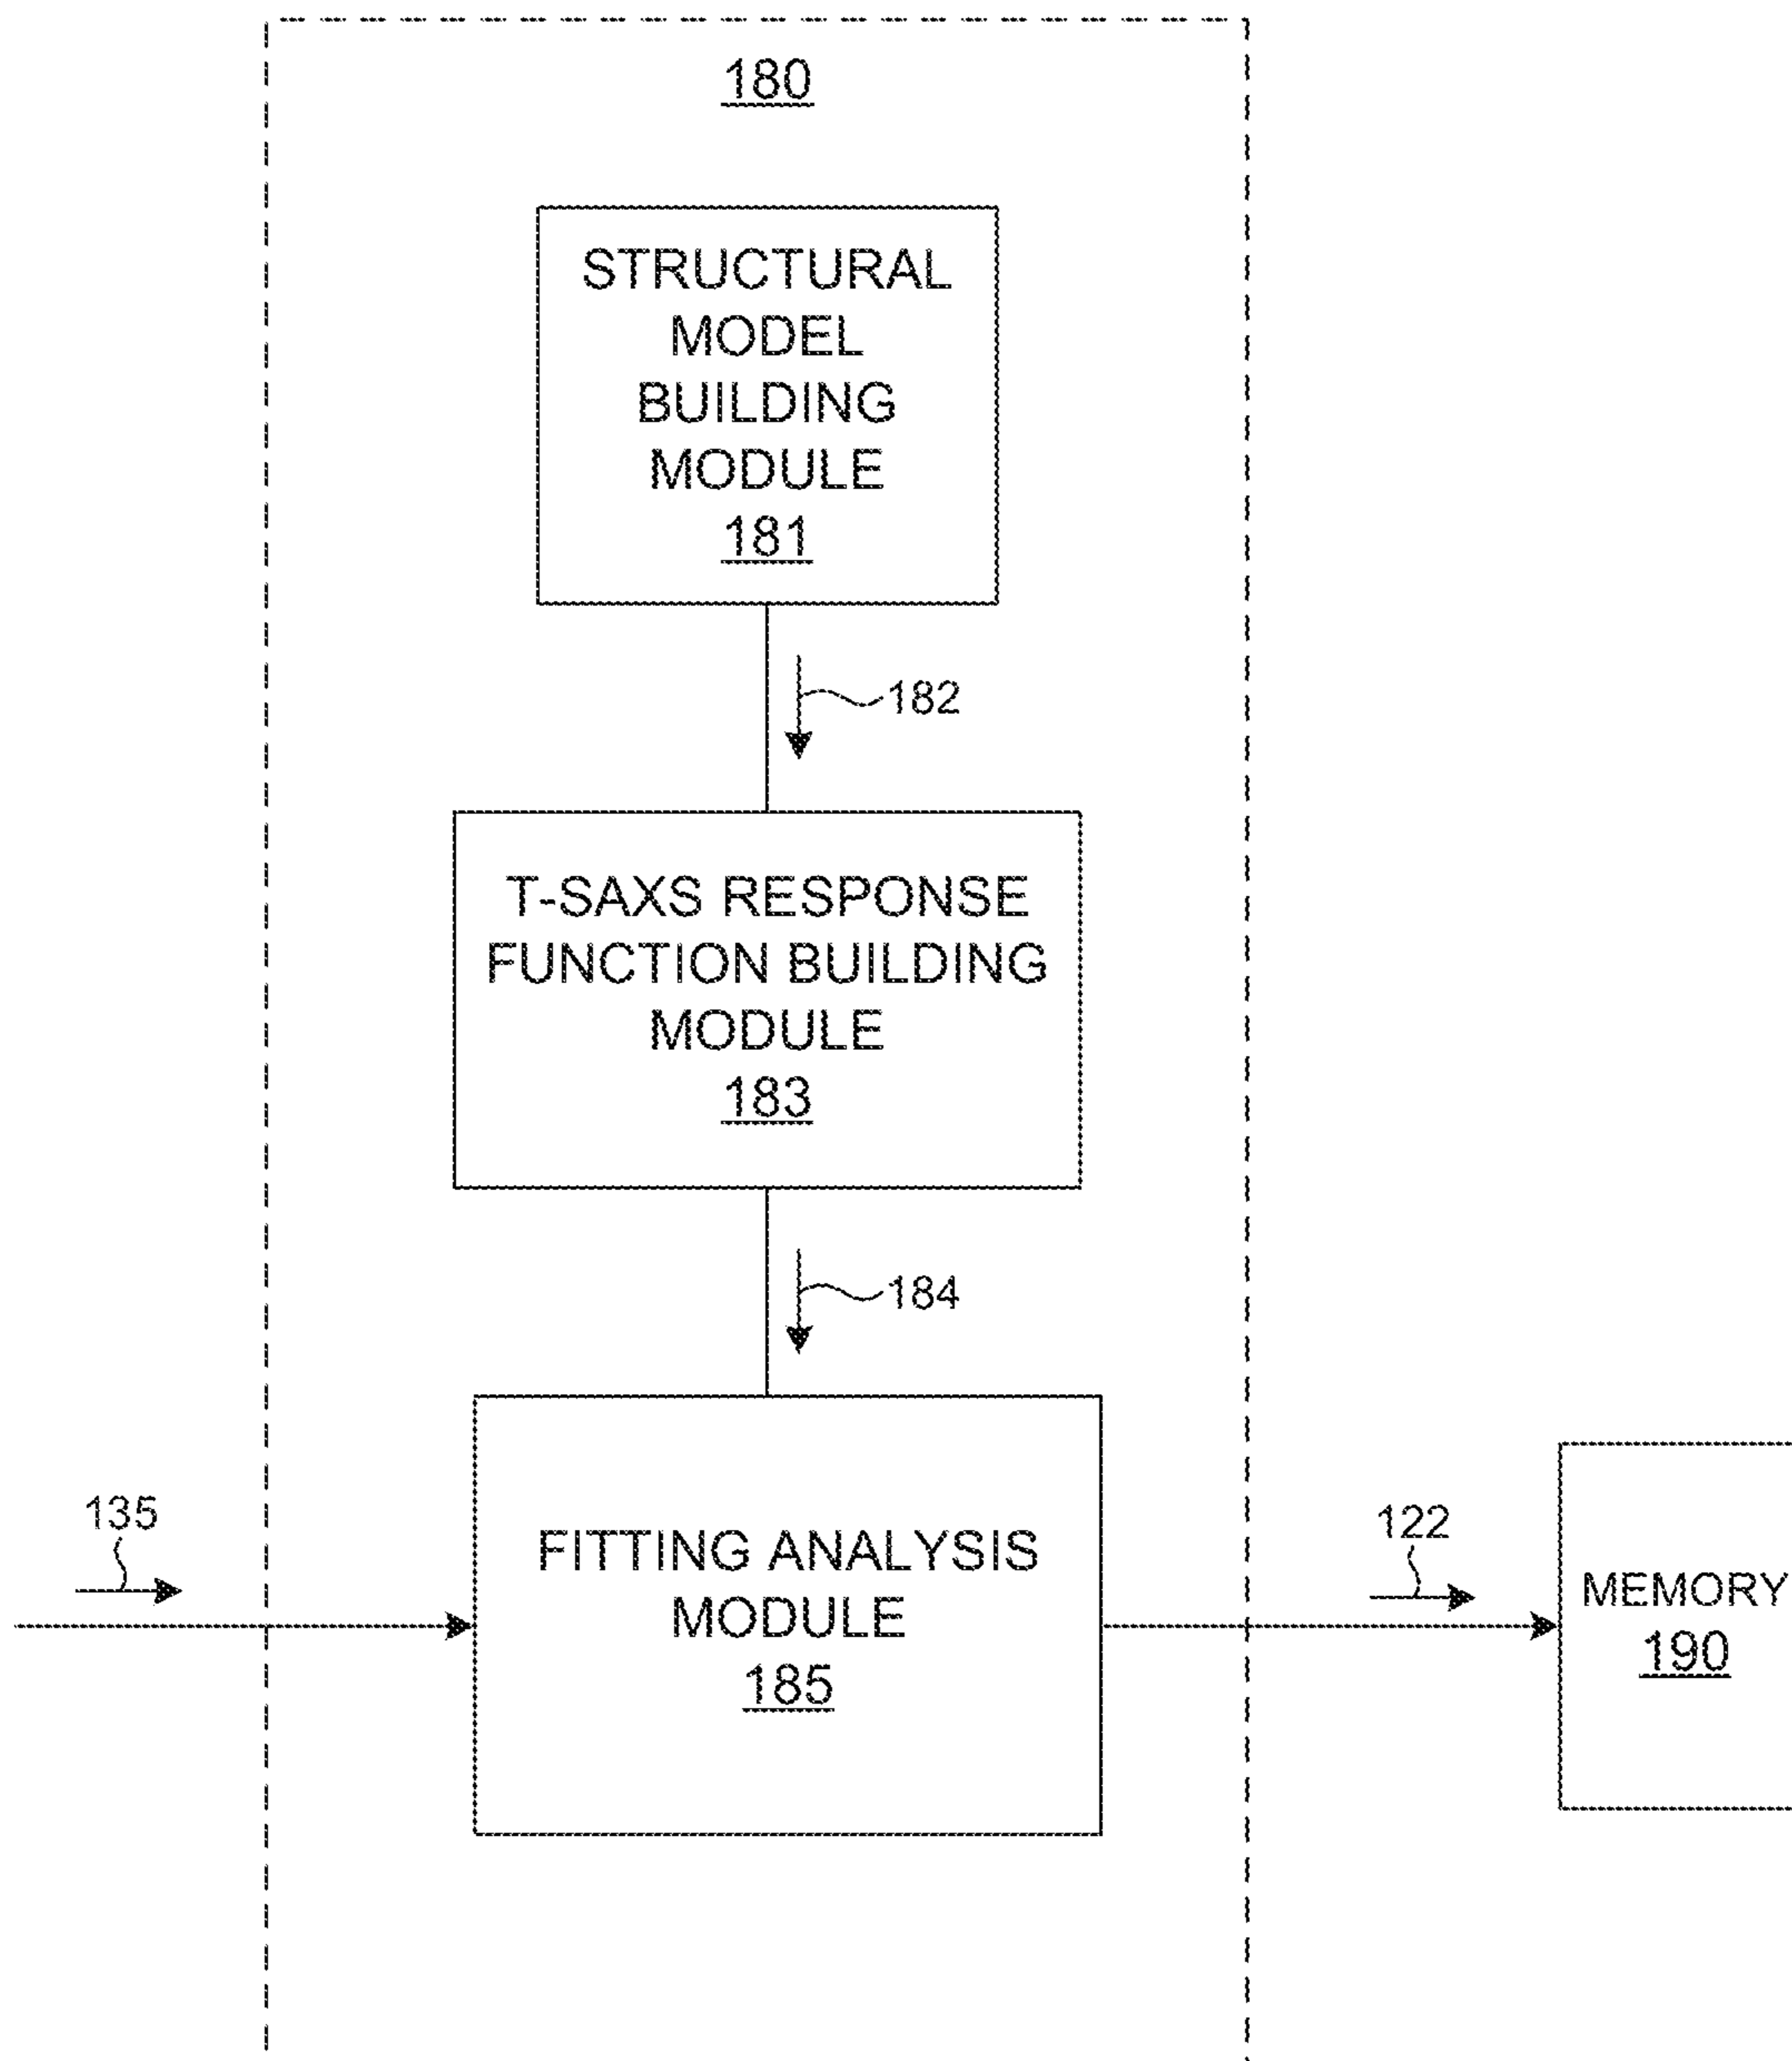 180
STRUCTURAL
MODEL
BUILDING
MODULE
181
182
T-SAXS RESPONSE
FUNCTION BUILDING
MODULE
183
184
135
FITTING ANALYSIS
MODULE
185
122
MEMORY
190